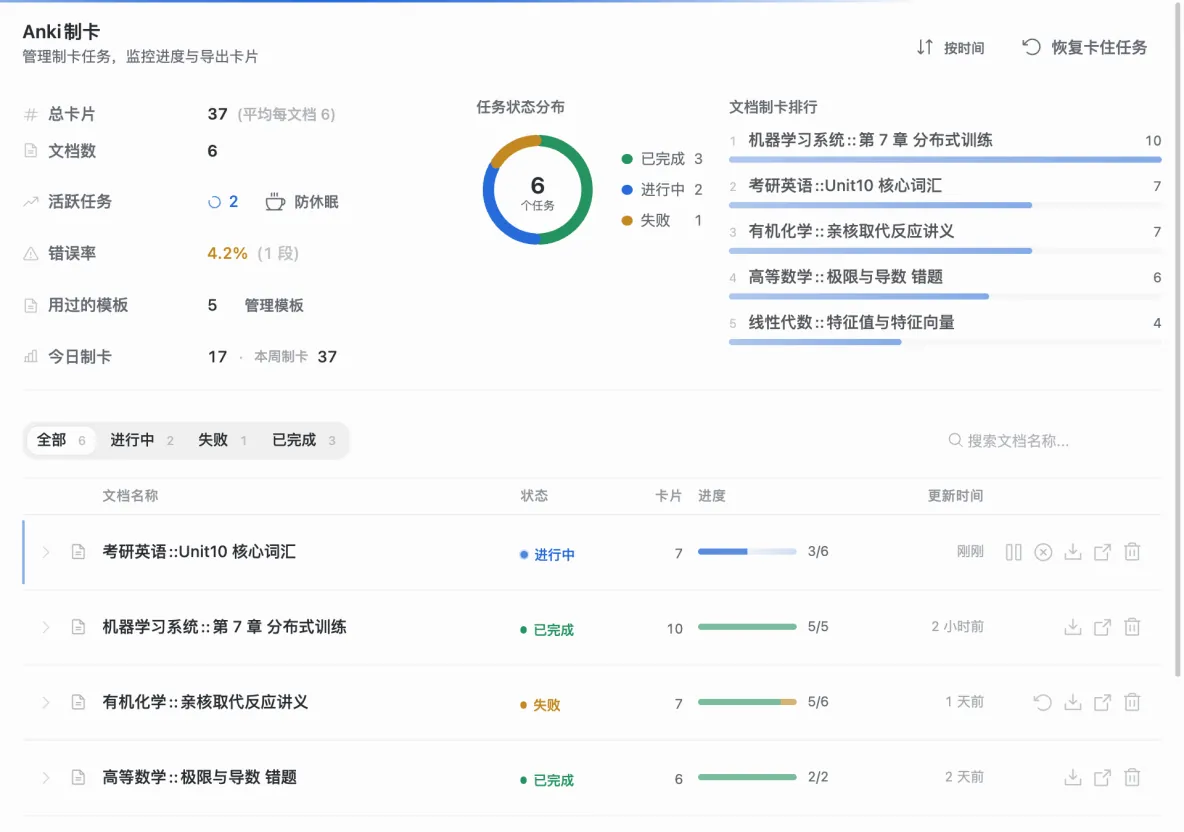 Anki制卡
管理制卡任务，监控进度与导出卡片
按时间
恢复卡住任务
总卡片 37 (平均每文档 6)
文档数 6
活跃任务 2 防休眠
错误率 4.2% (1 段)
用过的模板 5 管理模板
今日制卡 17 · 本周制卡 37
任务状态分布
6
个任务
已完成 3
进行中 2
失败 1
文档制卡排行
1 机器学习系统::第 7 章 分布式训练 10
2 考研英语::Unit10 核心词汇 7
3 有机化学::亲核取代反应讲义 7
4 高等数学::极限与导数 错题 6
5 线性代数::特征值与特征向量 4
全部 6 进行中 2 失败 1 已完成 3
搜索文档名称...
文档名称 状态 卡片 进度 更新时间
考研英语::Unit10 核心词汇 进行中 7 3/6 刚刚
机器学习系统::第 7 章 分布式训练 已完成 10 5/5 2 小时前
有机化学::亲核取代反应讲义 失败 7 5/6 1 天前
高等数学::极限与导数 错题 已完成 6 2/2 2 天前